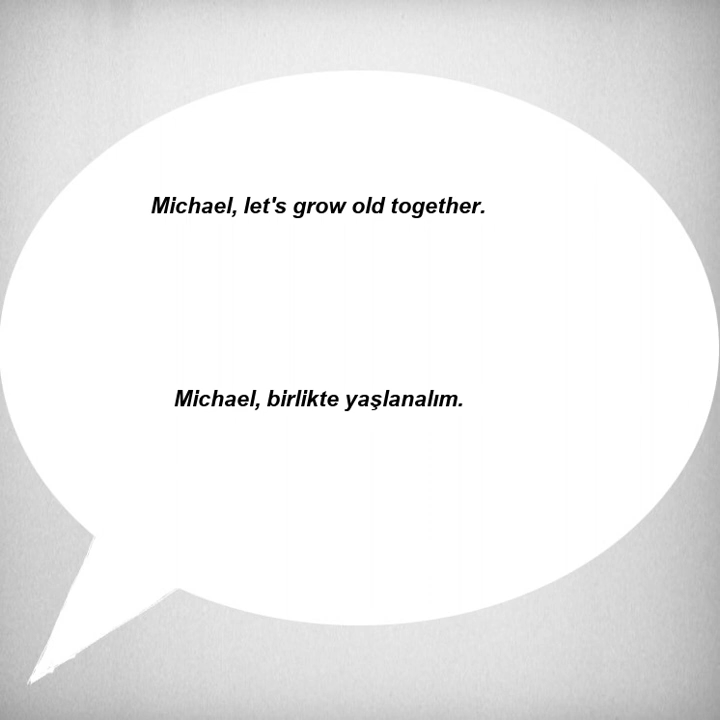 Michael, let's grow old together.
Michael, birlikte yaşlanalım.